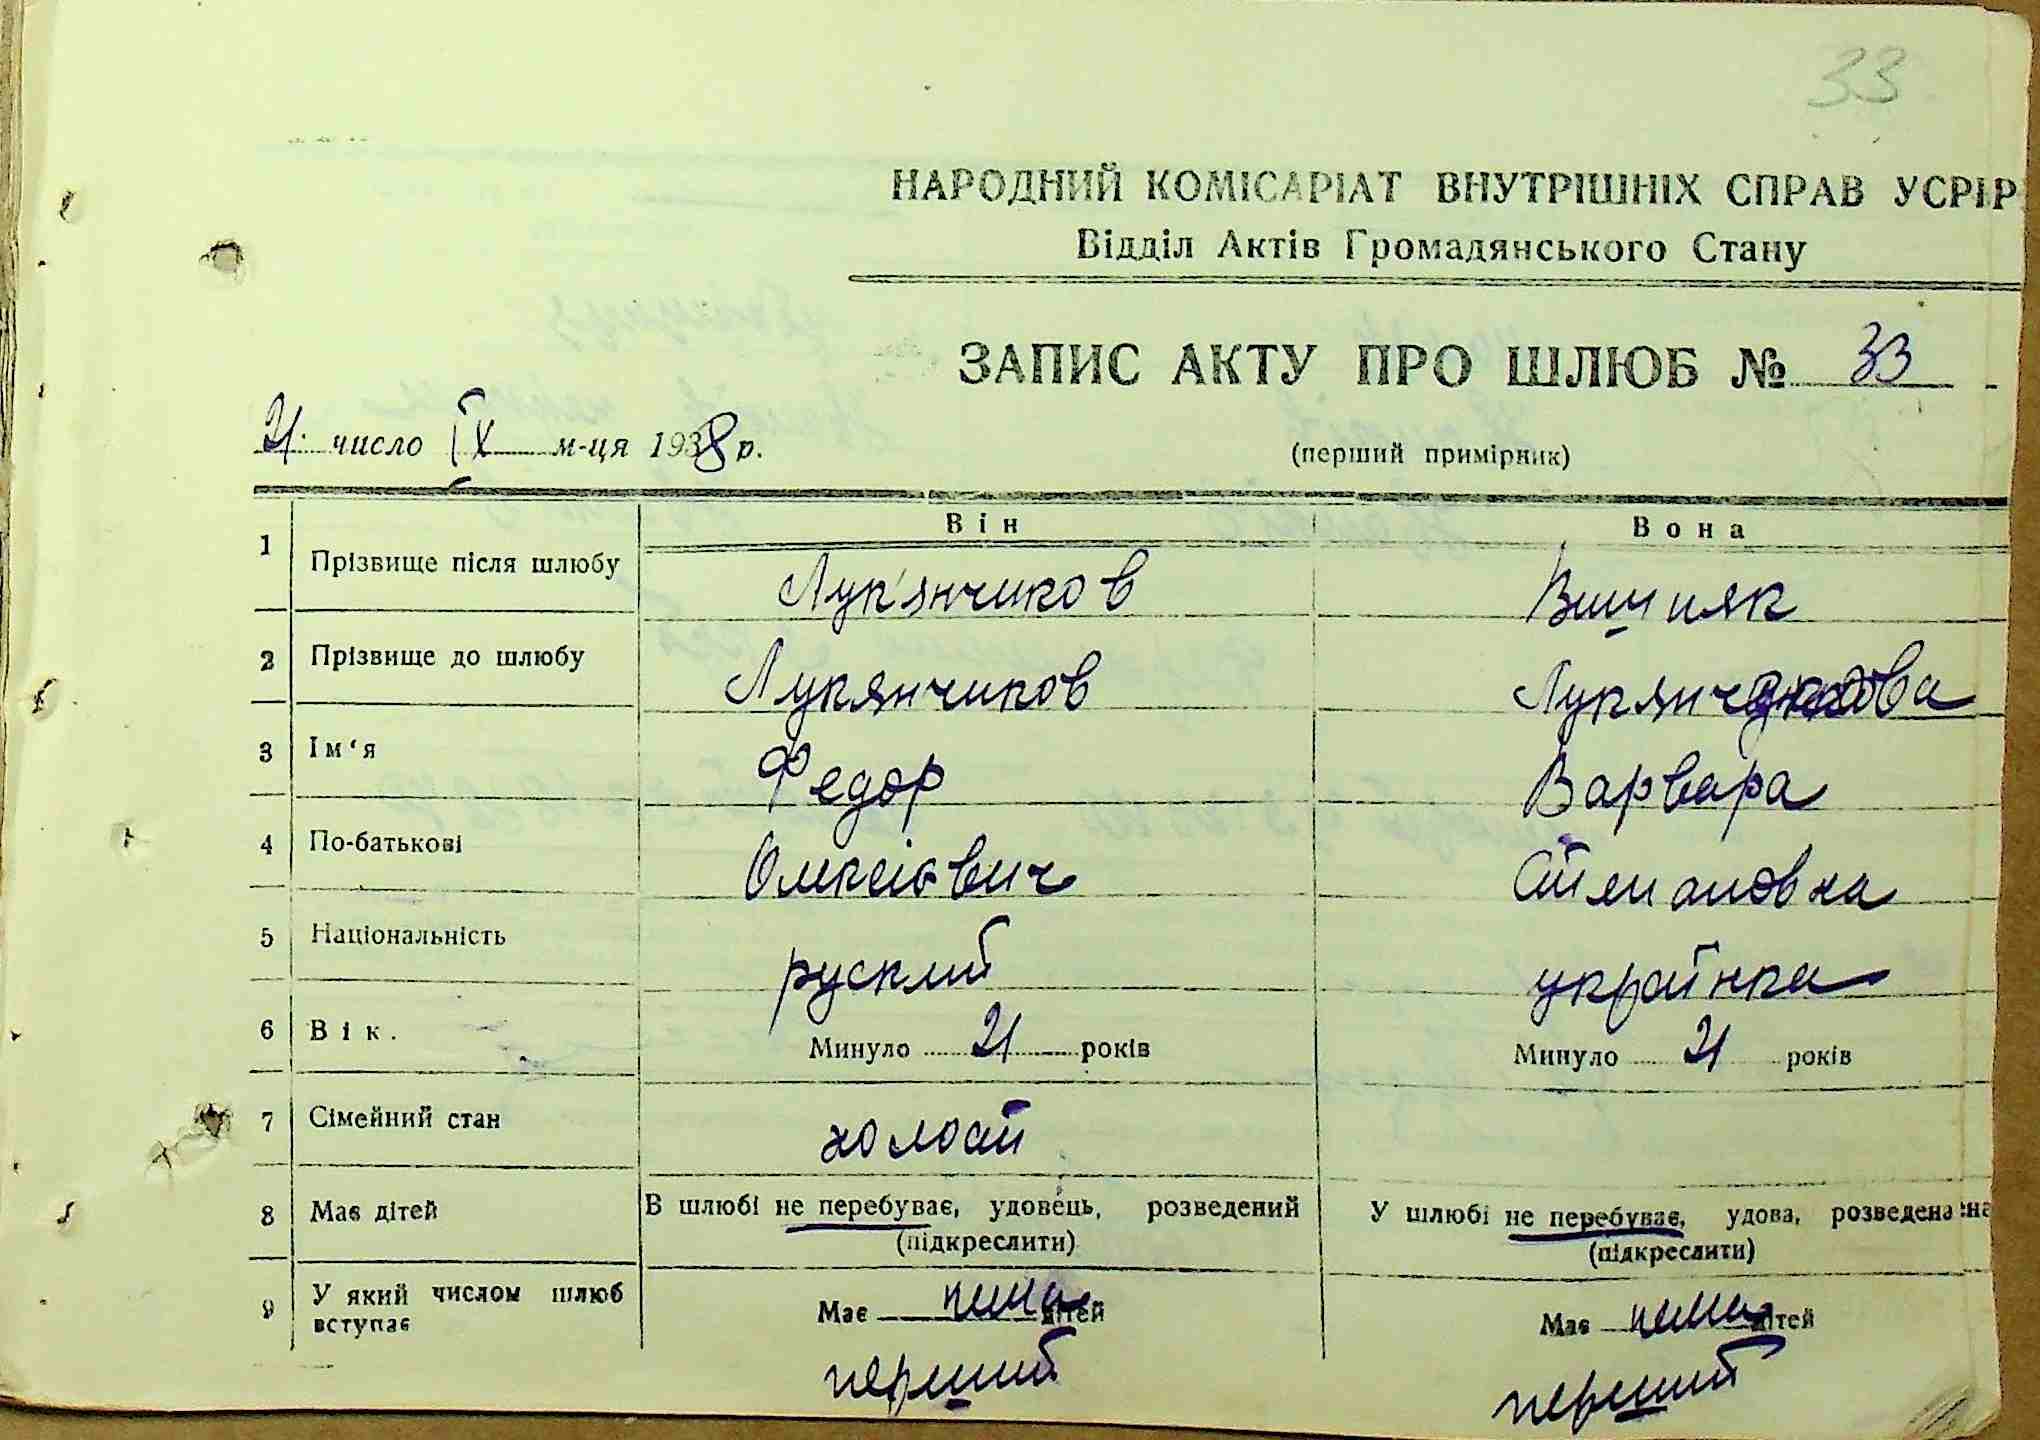 33
НАРОДНИЙ КОМІСАРІАТ ВНУТРІШНІХ СПРАВ УСРР
Відділ Актів Громадянського Стану
ЗАПИС АКТУ ПРО ШЛЮБ № 33
21 число ІХ м-ця 1938 р.
(перший примірник)
Він Вона
1 Прізвище після шлюбу Лук'янчиков Вишняк
2 Прізвище до шлюбу Лукянчиков
3 Ім‘я Федор Варвара
4 По-батькові Олексієвич
5 Національність руский українка
6 Вік. Минуло 21 років Минуло 21 років
7 Сімейний стан холост
8 Має дітей В шлюбі не перебуває, удовець, розведений У шлюбі не перебуває, удова, розведена
(підкреслити) (підкреслити)
9 У який числом шлюб вступає Має нема дітей Має нема дітей
перший перший